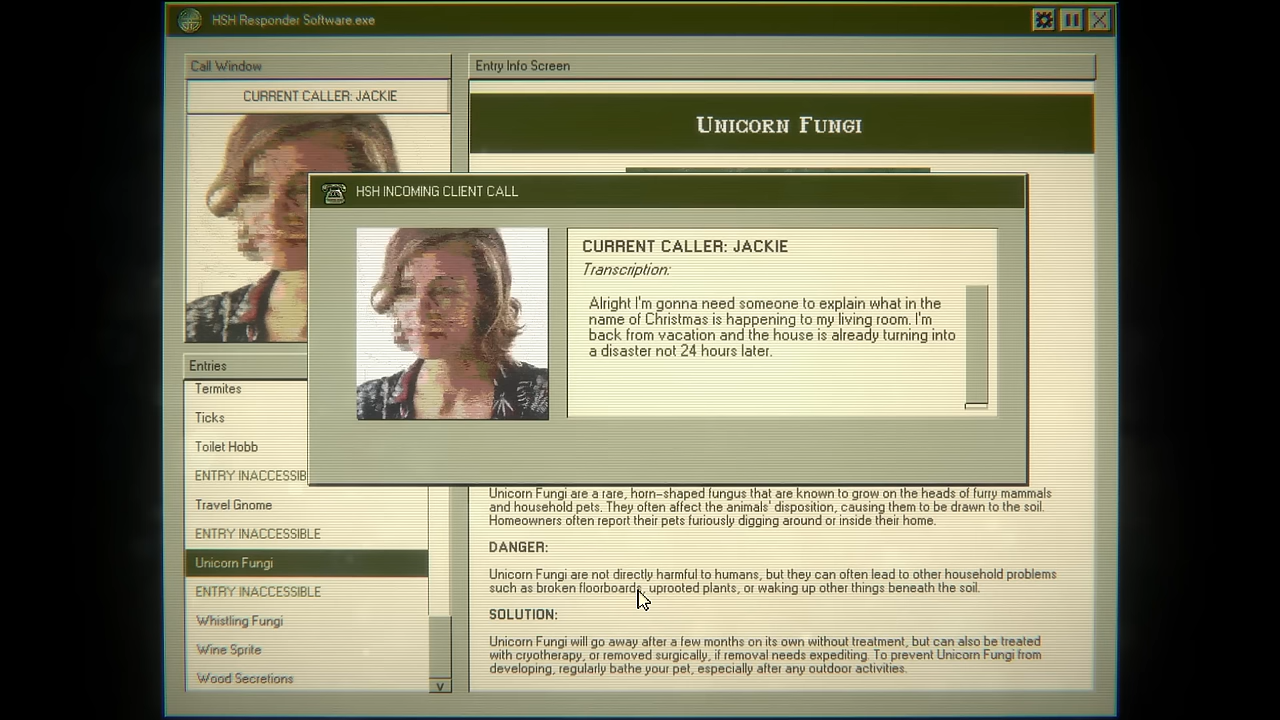 HSH Responder Software.exe
Call Window
CURRENT CALLER: JACKIE
Entries
Termites
Ticks
Toilet Hobb
ENTRY INACCESSIB
Travel Gnome
ENTRY INACCESSIBLE
Unicorn Fungi
ENTRY INACCESSIBLE
Whistling Fungi
Wine Sprite
Wood Secretions
v
Entry Info Screen
UNICORN FUNGI
HSH INCOMING CLIENT CALL
CURRENT CALLER: JACKIE
Transcription:
Alright I'm gonna need someone to explain what in the
name of Christmas is happening to my living room. I'm
back from vacation and the house is already turning into
a disaster not 24 hours later.
Unicorn Fungi are a rare, horn-shaped fungus that are known to grow on the heads of furry mammals
and household pets. They often affect the animals' disposition, causing them to be drawn to the soil.
Homeowners often report their pets furiously digging around or inside their home.
DANGER:
Unicorn Fungi are not directly harmful to humans, but they can often lead to other household problems
such as broken floorboards, uprooted plants, or waking up other things beneath the soil.
SOLUTION:
Unicorn Fungi will go away after a few months on its own without treatment, but can also be treated
with cryotherapy, or removed surgically, if removal needs expediting. To prevent Unicorn Fungi from
developing, regularly bathe your pet, especially after any outdoor activities.